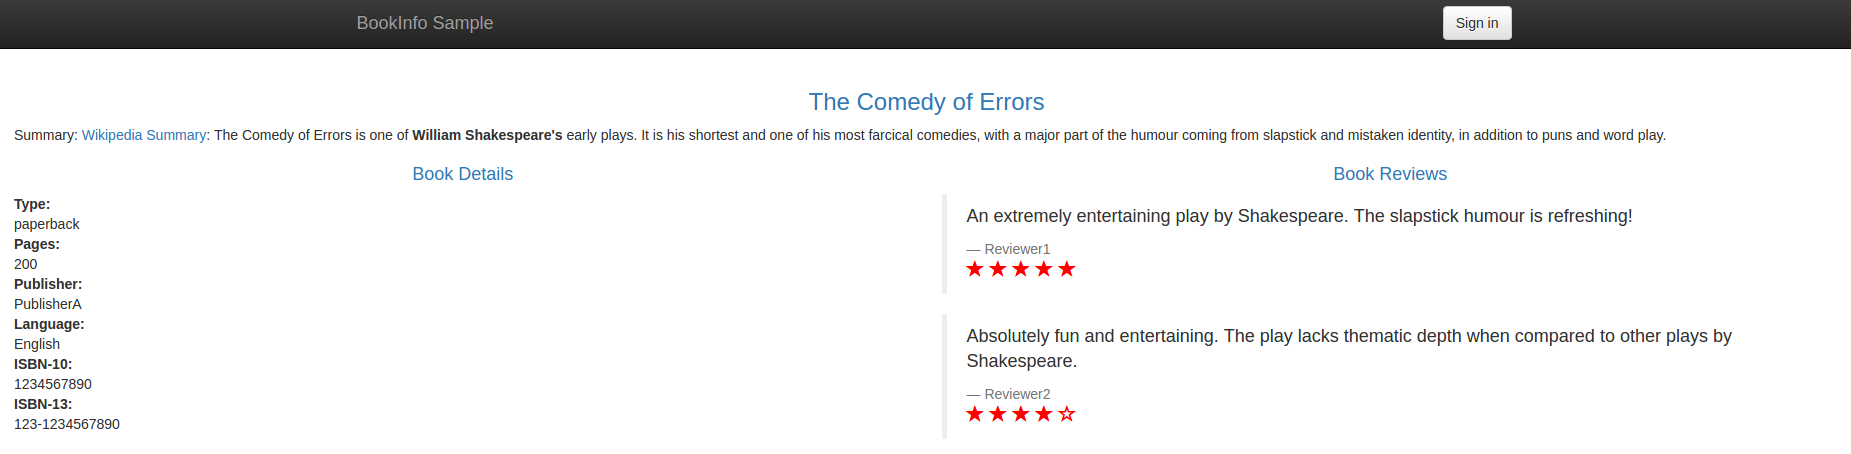 BookInfo Sample
Sign in
The Comedy of Errors
Summary: Wikipedia Summary: The Comedy of Errors is one of William Shakespeare's early plays. It is his shortest and one of his most farcical comedies, with a major part of the humour coming from slapstick and mistaken identity, in addition to puns and word play.
Book Details
Type:
paperback
Pages:
200
Publisher:
PublisherA
Language:
English
ISBN-10:
1234567890
ISBN-13:
123-1234567890
Book Reviews
An extremely entertaining play by Shakespeare. The slapstick humour is refreshing!
— Reviewer1
Absolutely fun and entertaining. The play lacks thematic depth when compared to other plays by
Shakespeare.
— Reviewer2